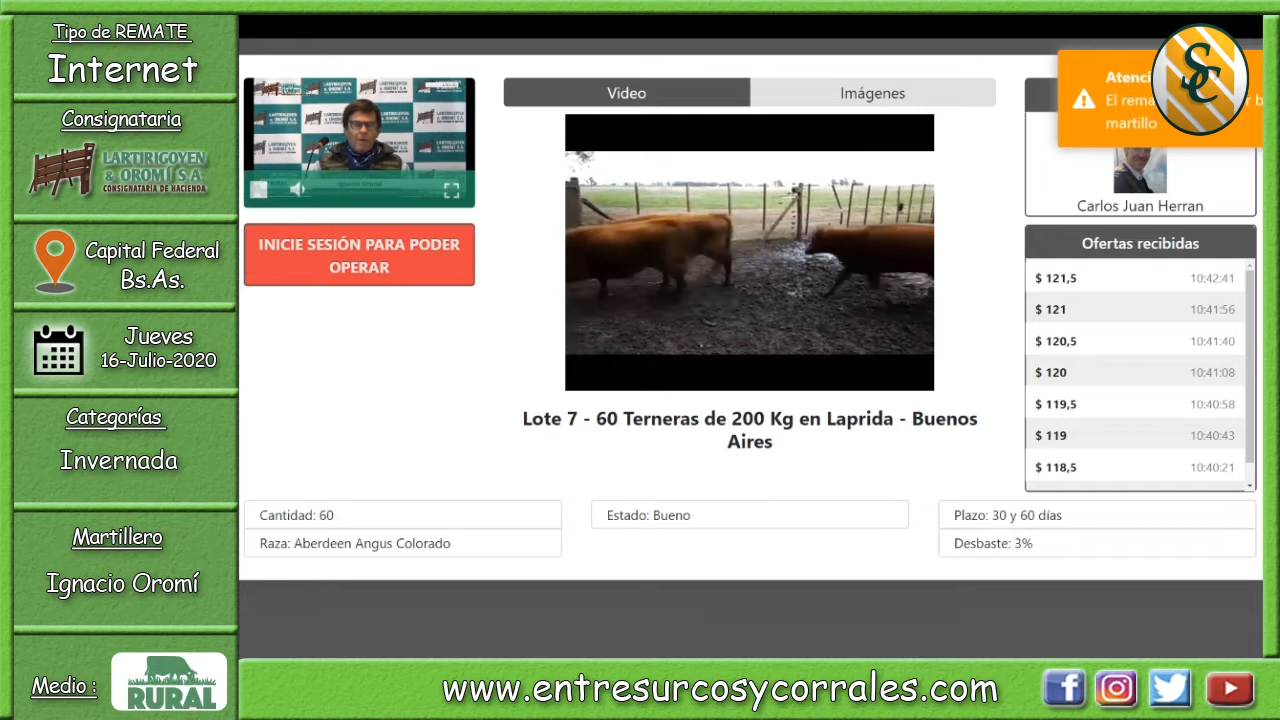 Tipo de REMATE
Internet
Consignataria
LARTIRIGOYEN
& OROMÍ S.A.
CONSIGNATARIA DE HACIENDA
Capital Federal
Bs.As.
Jueves
16-Julio-2020
Categorías
Invernada
Martillero
Ignacio Oromí
Medio :
RURAL
INICIE SESIÓN PARA PODER
OPERAR
Video
Imágenes
Lote 7 - 60 Terneras de 200 Kg en Laprida - Buenos
Aires
El
martillo
SC
Carlos Juan Herran
Ofertas recibidas
$ 121,5 10:42:41
$ 121 10:41:56
$ 120,5 10:41:40
$ 120 10:41:08
$ 119,5 10:40:58
$ 119 10:40:43
$ 118,5 10:40:21
Cantidad: 60
Raza: Aberdeen Angus Colorado
Estado: Bueno
Plazo: 30 y 60 días
Desbaste: 3%
www.entresurcosycorrales.com